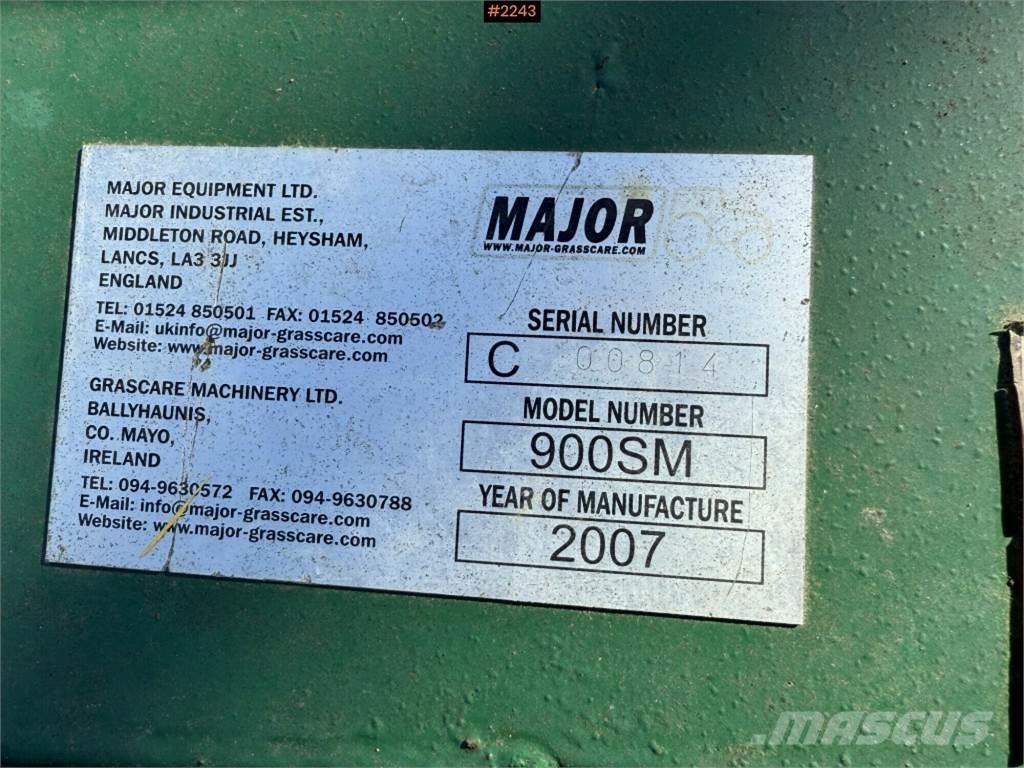 #2243
MAJOR EQUIPMENT LTD.
MAJOR INDUSTRIAL EST.,
MIDDLETON ROAD, HEYSHAM,
LANCS, LA3 3JJ
ENGLAND
TEL: 01524 850501 FAX: 01524 850502
E-Mail: ukinfo@major-grasscare.com
Website: www.major-grasscare.com
GRASCARE MACHINERY LTD.
BALLYHAUNIS,
CO. MAYO,
IRELAND
TEL: 094-9630572 FAX: 094-9630788
E-Mail: info@major-grasscare.com
Website: www.major-grasscare.com
MAJOR
WWW.MAJOR-GRASSCARE.COM
SERIAL NUMBER
C 00814
MODEL NUMBER
900SM
YEAR OF MANUFACTURE
2007
MASCUS